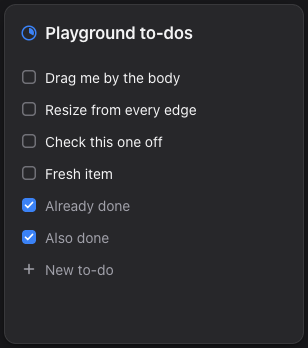 Playground to-dos
Drag me by the body
Resize from every edge
Check this one off
Fresh item
Already done
Also done
New to-do